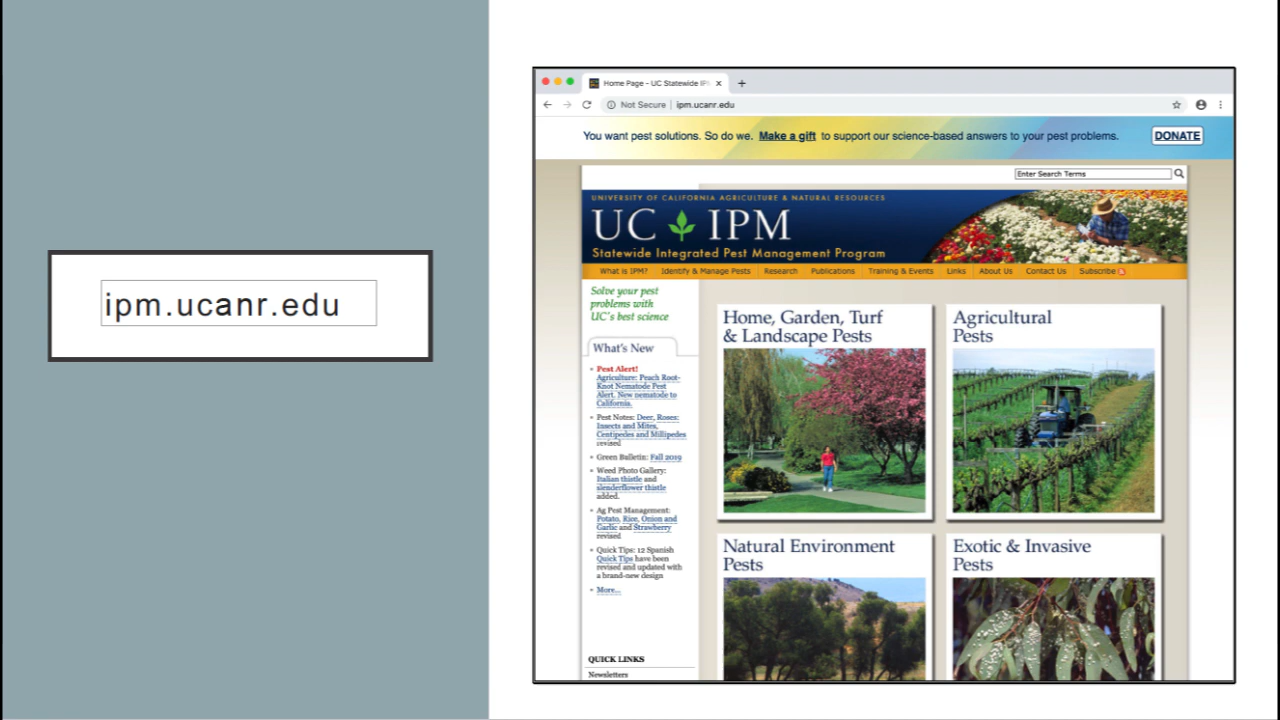 ipm.ucanr.edu
Home Page - UC Statewide IP
Not Secure | ipm.ucanr.edu
You want pest solutions. So do we. Make a gift to support our science-based answers to your pest problems.
DONATE
Enter Search Terms
UNIVERSITY OF CALIFORNIA AGRICULTURE & NATURAL RESOURCES
UC IPM
Statewide Integrated Pest Management Program
What is IPM? Identify & Manage Pests Research Publications Training & Events Links About Us Contact Us Subscribe
Solve your pest
problems with
UC's best science
What's New
Pest Alert!
Agriculture: Peach Root-
Knot Nematode Pest
Alert. New nematode to
California.
Pest Notes: Deer, Roses:
Insects and Mites,
Centipedes and Millipedes
revised
Green Bulletin: Fall 2019
Weed Photo Gallery:
Italian thistle and
slenderflower thistle
added.
Ag Pest Management:
Potato, Rice, Onion and
Garlic and Strawberry
revised
Quick Tips: 12 Spanish
Quick Tips have been
revised and updated with
a brand-new design
More...
QUICK LINKS
Newsletters
Home, Garden, Turf
& Landscape Pests
Agricultural
Pests
Natural Environment
Pests
Exotic & Invasive
Pests